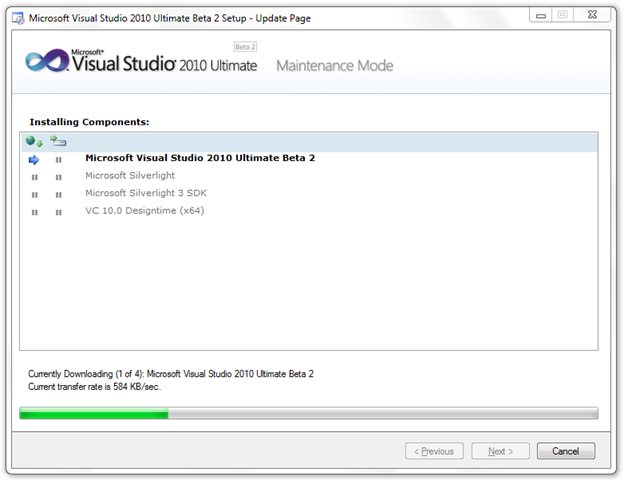 Microsoft Visual Studio 2010 Ultimate Beta 2 Setup - Update Page
Beta 2
Microsoft®
Visual Studio 2010 Ultimate
Maintenance Mode
Installing Components:
Microsoft Visual Studio 2010 Ultimate Beta 2
Microsoft Silverlight
Microsoft Silverlight 3 SDK
VC 10.0 Designtime (x64)
Currently Downloading (1 of 4): Microsoft Visual Studio 2010 Ultimate Beta 2
Current transfer rate is 584 KB/sec.
< Previous
Next >
Cancel